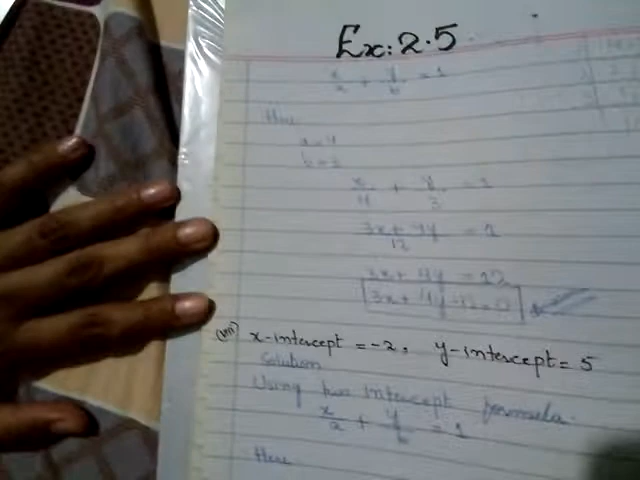 Ex: 2.5
x/a + y/b = 1
Here
a = 4
b = 3
x/4 + y/3 = 1
3x + 4y / 12 = 1
3x + 4y = 12
3x + 4y - 12 = 0
x-intercept = -2, y-intercept = 5
Solution
Using two intercept formula.
x/a + y/b = 1
Here